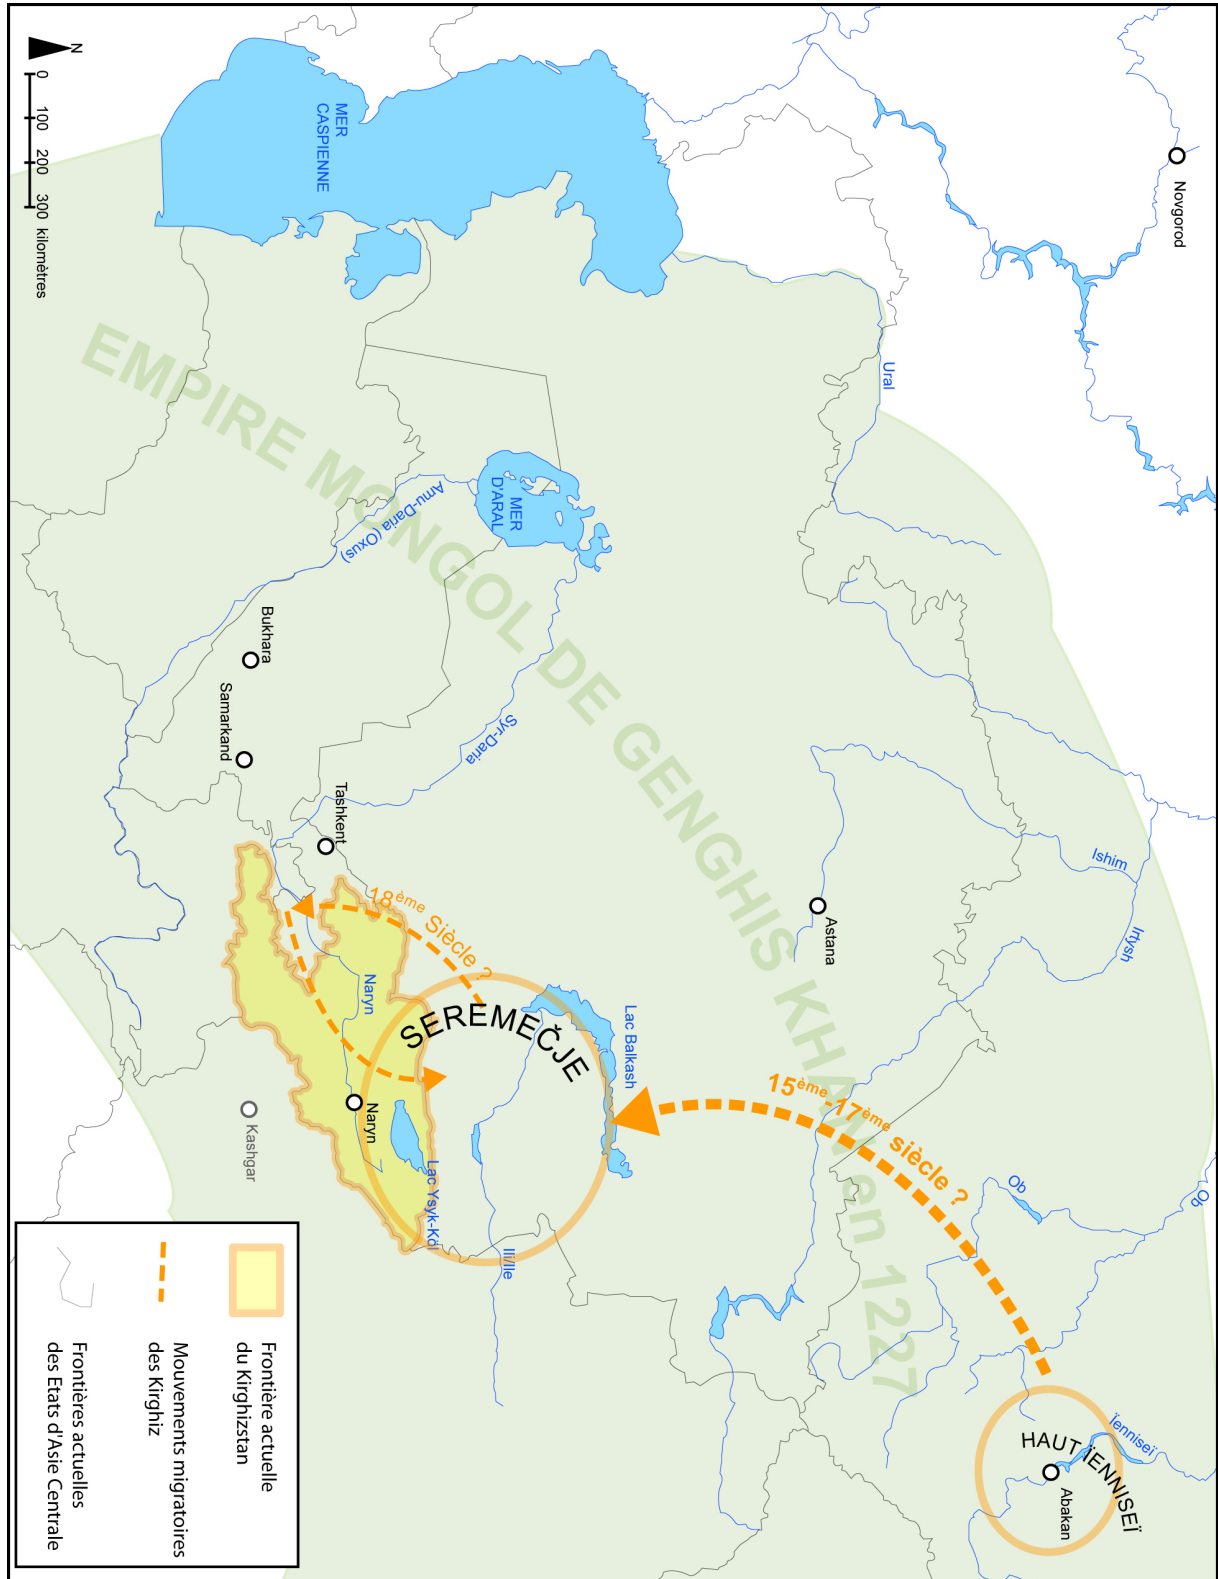 N
0 100 200 300 kilomètres
MER
CASPIENNE
Novgorod
Ural
EMPIRE MONGOL DE GENGHIS KHAN en 1227
MER
D'ARAL
Amu-Daria (Oxus)
Syr-Daria
Bukhara
Samarkand
Tashkent
Astana
Ishim
Irtysh
Ob
Ob
18ème Siècle ?
15ème-17ème siècle ?
SEREMEČJE
Lac Balkash
Naryn
Naryn
Lac Ysyk-Köl
Ili/Ile
Kashgar
Ïenniseï
HAUT ÏENNISEÏ
Abakan
Frontière actuelle
du Kirghizstan
Mouvements migratoires
des Kirghiz
Frontières actuelles
des Etats d'Asie Centrale